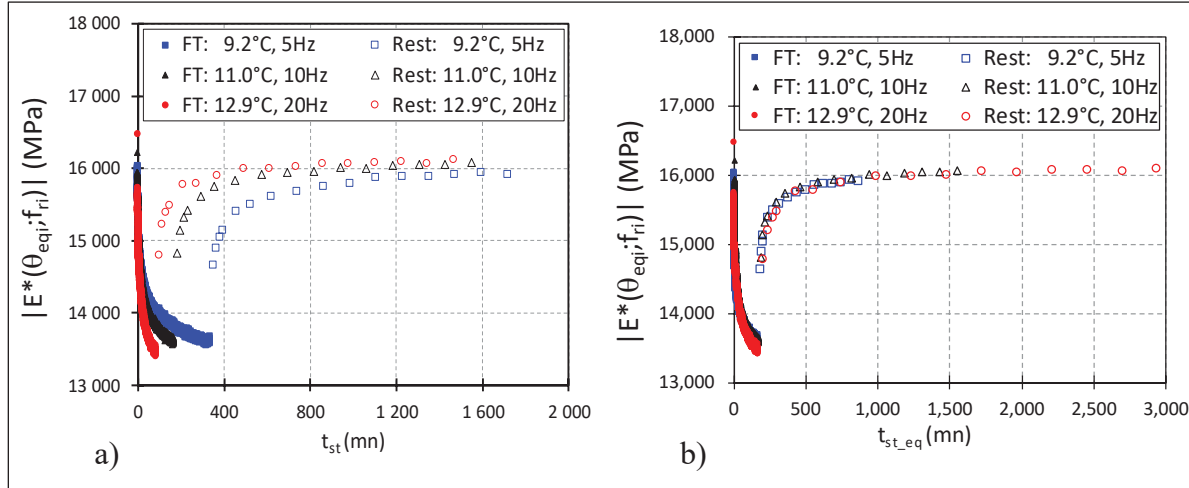 18 000
17 000
16 000
15 000
14 000
13 000
|E*(θeqi;fri)| (MPa)
FT: 9.2°C, 5Hz Rest: 9.2°C, 5Hz
FT: 11.0°C, 10Hz Rest: 11.0°C, 10Hz
FT: 12.9°C, 20Hz Rest: 12.9°C, 20Hz
0 400 800 1 200 1 600 2 000
tst (mn)
a)
18,000
17,000
16,000
15,000
14,000
13,000
|E*(θeqi;fri)| (MPa)
FT: 9.2°C, 5Hz Rest: 9.2°C, 5Hz
FT: 11.0°C, 10Hz Rest: 11.0°C, 10Hz
FT: 12.9°C, 20Hz Rest: 12.9°C, 20Hz
0 500 1,000 1,500 2,000 2,500 3,000
tst_eq (mn)
b)